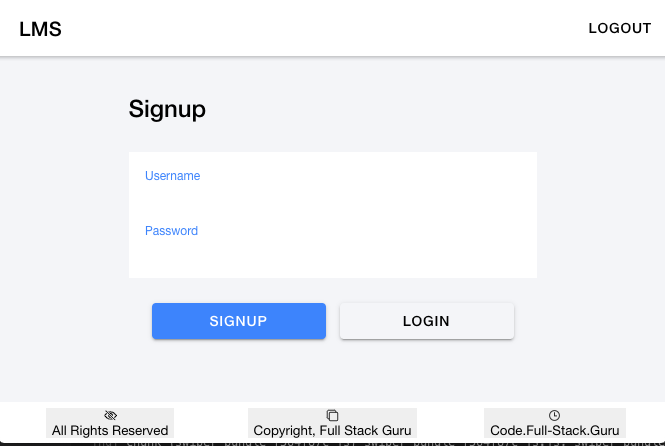 LMS
LOGOUT
Signup
Username
Password
SIGNUP
LOGIN
All Rights Reserved
Copyright, Full Stack Guru
Code.Full-Stack.Guru